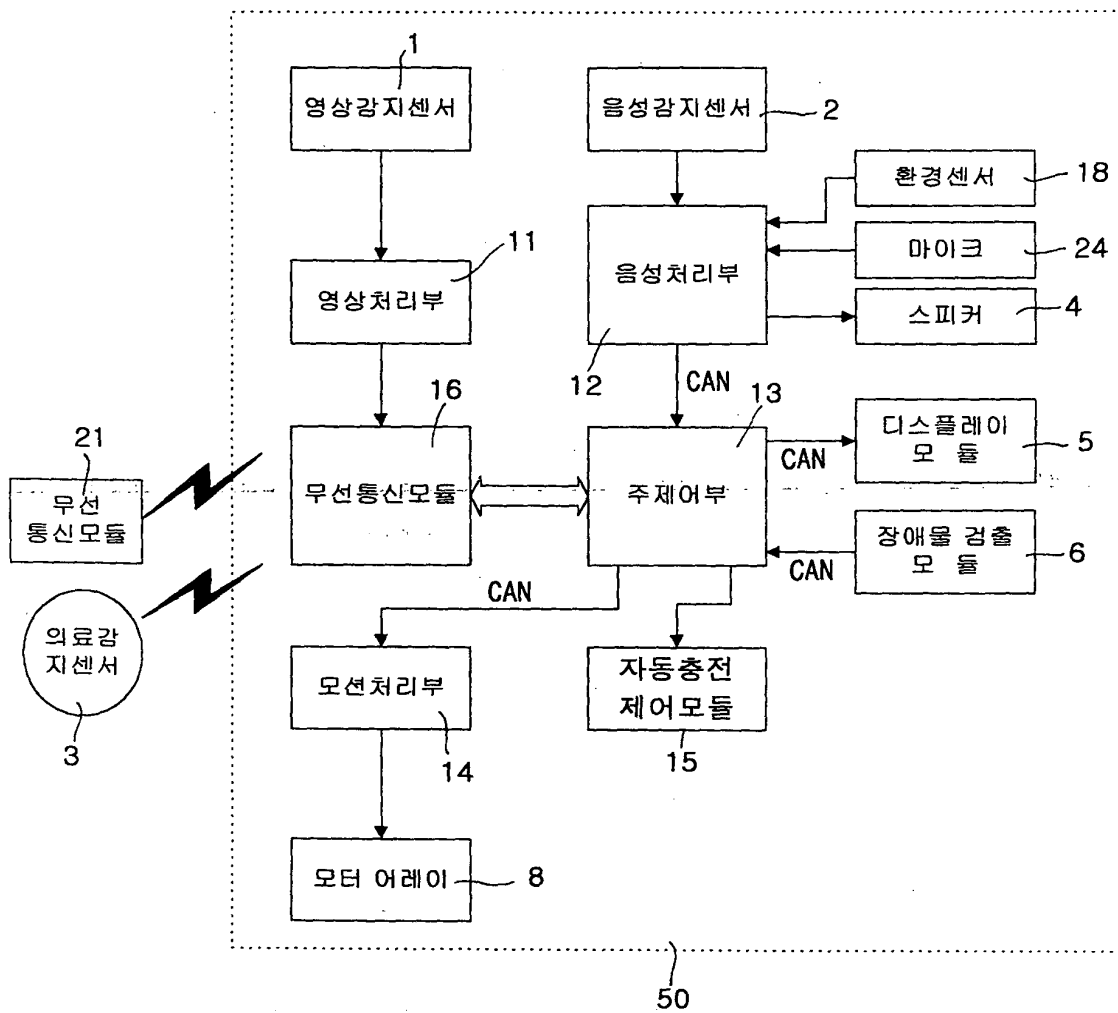 1
영상감지센서
음성감지센서
2
환경센서
18
11
마이크
24
영상처리부
음성처리부
스피커
4
12
CAN
16
13
디스플레이
모 듈
5
CAN
21
무선
통신모듈
무선통신모듈
주제어부
장애물 검출
모 듈
6
CAN
CAN
의료감
지센서
3
모션처리부
14
자동충전
제어모듈
15
모터 어레이
8
50